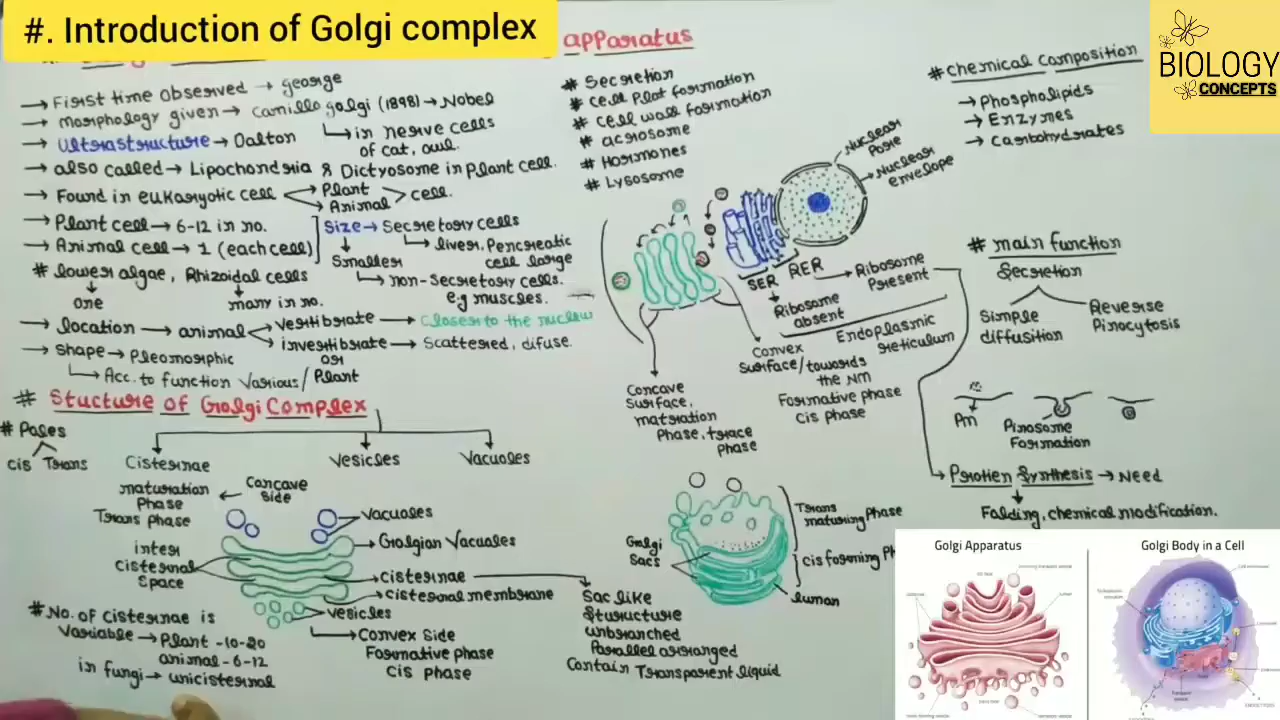 #. Introduction of Golgi complex
apparatus
BIOLOGY
CONCEPTS
→ First time observed → george
→ morphology given → Camillo golgi (1898) → Nobel
↳ in nerve cells
of cat, owl.
→ Ultrastructure → Dalton
→ also called → Lipochondria & Dictyosome in Plant cell.
→ Found in eukaryotic cell
Plant
Animal
cell.
→ Plant cell → 6-12 in no.
→ Animal cell → 1 (each cell)
Size → Secretory cells
↳ liver, Pencreatic
cell large
Smaller
↳ non-Secretory cells.
e.g muscles.
# lower algae, Rhizoidal cells
one
many in no.
→ location → animal
vertibrate → Closer to the nucleus
invertibrate → Scattered, difuse.
→ shape → Pleomorphic
or
Plant
↳ Acc. to function various/
# Stucture of Golgi Complex
# Poles
cis Trans
Cisternae
Vesicles
Vacuoles
maturation
Phase
Trans phase
← Concave
Side
Vacuoles
→ Golgian Vacuoles
inter
Cisternal
Space
→ cisternae
→ cisternal membrane
vesicles
↳ Convex Side
Formative phase
Cis phase
Sac like
Sturucture
unbranched
Parallel arranged
Contain Transparent liquid
# No. of cisternae is
Variable → Plant -10-20
animal - 6-12
in fungi → unicisternal
# Secretion
# Cell Plat formation
# Cell wall formation
# acrosome
# Hormones
# Lysosome
Nuclear
Pore
Nuclear
envelope
SER
RER
→ Ribosome
Present
Ribosome
absent
Endoplasmic
reticulum
Concave
Surface,
matration
Phase, trace
phase
Convex
Surface/towards
the NM
Formative phase
Cis phase
Golgi
Sacs
Trans
maturing Phase
cis forming Ph
luman
# Chemical Composition
→ Phospholipids
→ Enzymes
→ Carbohydrates
# main function
Secretion
Simple
diffusition
Reverse
Pinocytosis
Pm
Pinosome
Formation
Protien Synthesis → Need
Folding, chemical modification.
Golgi Apparatus
Golgi Body in a Cell